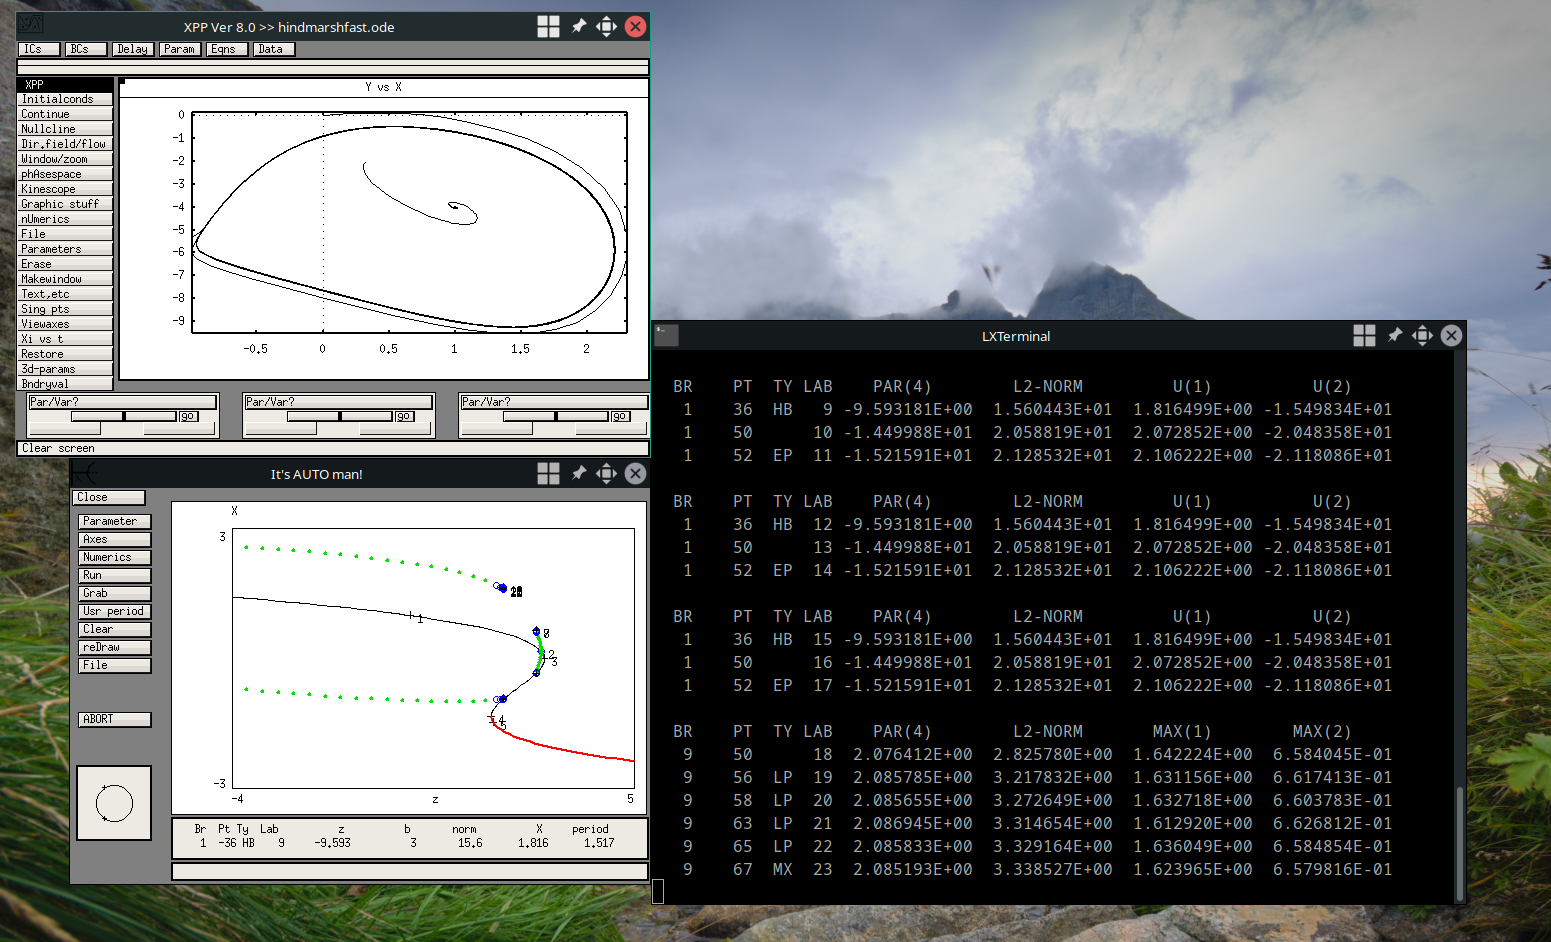 XPP Ver 8.0 >> hindmarshfast.ode
ICs BCs Delay Param Eqns Data
XPP
Initialconds
Continue
Nullcline
Dir.field/flow
Window/zoom
phAsespace
Kinescope
Graphic stuff
nUmerics
File
Parameters
Erase
Makewindow
Text,etc
Sing pts
Viewaxes
Xi vs t
Restore
3d-params
Bndryval
Y vs X
0
-1
-2
-3
-4
-5
-6
-7
-8
-9
-0.5 0 0.5 1 1.5 2
Par/Var? Par/Var? Par/Var?
go go go
Clear screen
It's AUTO man!
Close
Parameter
Axes
Numerics
Run
Grab
Usr period
Clear
reDraw
File
ABORT
X
3
1
2
3
4
5
-3
-4 z 5
Br Pt Ty Lab z b norm X period
1 -36 HB 9 -9.593 3 15.6 1.816 1.517
LXTerminal
BR PT TY LAB PAR(4) L2-NORM U(1) U(2)
1 36 HB 9 -9.593181E+00 1.560443E+01 1.816499E+00 -1.549834E+01
1 50 10 -1.449988E+01 2.058819E+01 2.072852E+00 -2.048358E+01
1 52 EP 11 -1.521591E+01 2.128532E+01 2.106222E+00 -2.118086E+01
BR PT TY LAB PAR(4) L2-NORM U(1) U(2)
1 36 HB 12 -9.593181E+00 1.560443E+01 1.816499E+00 -1.549834E+01
1 50 13 -1.449988E+01 2.058819E+01 2.072852E+00 -2.048358E+01
1 52 EP 14 -1.521591E+01 2.128532E+01 2.106222E+00 -2.118086E+01
BR PT TY LAB PAR(4) L2-NORM U(1) U(2)
1 36 HB 15 -9.593181E+00 1.560443E+01 1.816499E+00 -1.549834E+01
1 50 16 -1.449988E+01 2.058819E+01 2.072852E+00 -2.048358E+01
1 52 EP 17 -1.521591E+01 2.128532E+01 2.106222E+00 -2.118086E+01
BR PT TY LAB PAR(4) L2-NORM MAX(1) MAX(2)
9 50 18 2.076412E+00 2.825780E+00 1.642224E+00 6.584045E-01
9 56 LP 19 2.085785E+00 3.217832E+00 1.631156E+00 6.617413E-01
9 58 LP 20 2.085655E+00 3.272649E+00 1.632718E+00 6.603783E-01
9 63 LP 21 2.086945E+00 3.314654E+00 1.612920E+00 6.626812E-01
9 65 LP 22 2.085833E+00 3.329164E+00 1.636049E+00 6.584854E-01
9 67 MX 23 2.085193E+00 3.338527E+00 1.623965E+00 6.579816E-01